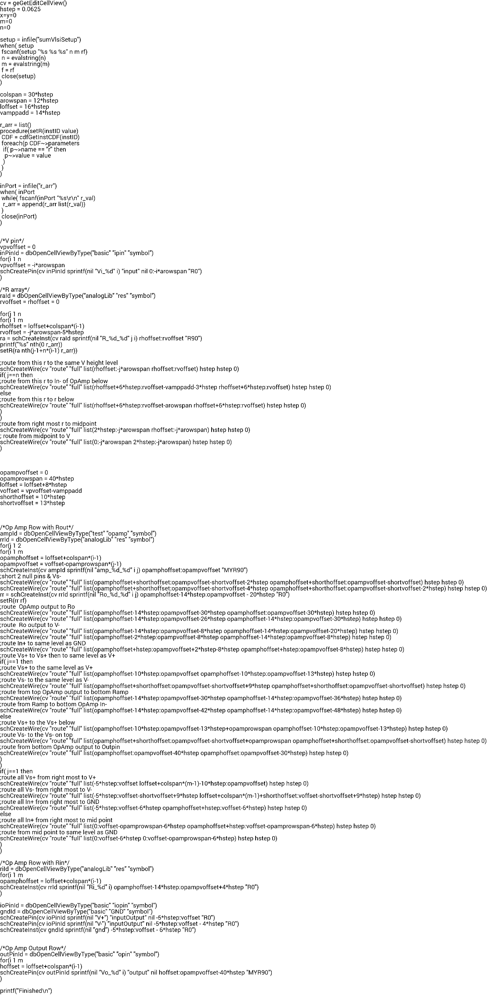 cv = geGetEditCellView()
hstep = 0.0625
x=y=0
m=0
n=0

setup = infile("sumVlsiSetup")
when( setup
 fscanf(setup "%s %s %s" n m rf)
 n = evalstring(n)
 m = evalstring(m)
 f = rf
 close(setup)
)

colspan = 30*hstep
arowspan = 12*hstep
loffset = 16*hstep
vamppadd = 14*hstep

r_arr = list()
procedure(setR(instID value)
 CDF = cdfGetInstCDF(instID)
 foreach(p CDF~>parameters
  if( p~>name == "r" then
   p~>value = value
  )
 )
)

inPort = infile("r_arr")
when( inPort
 while( fscanf(inPort "%s\r\n" r_val)
  r_arr = append(r_arr list(r_val))
 )
 close(inPort)
)

/*V pin*/
vpvoffset = 0
inPinId = dbOpenCellViewByType("basic" "ipin" "symbol")
for(i 1 n
vpvoffset = -i*arowspan
schCreatePin(cv inPinId sprintf(nil "Vi_%d" i) "input" nil 0:-i*arowspan "R0")
)

/*R array*/
raId = dbOpenCellViewByType("analogLib" "res" "symbol")
rvoffset = rhoffset = 0

for(j 1 n
for(i 1 m
rhoffset = loffset+colspan*(i-1)
rvoffset = -j*arowspan-5*hstep
ra = schCreateInst(cv raId sprintf(nil "R_%d_%d" j i) rhoffset:rvoffset "R90")
printf("%s" nth(0 r_arr))
setR(ra nth(j-1+n*(i-1) r_arr))

;route from this r to the same V height level
schCreateWire(cv "route" "full" list(rhoffset:-j*arowspan rhoffset:rvoffset) hstep hstep 0)
if( j==n then
;route from this r to In- of OpAmp below
schCreateWire(cv "route" "full" list(rhoffset+6*hstep:rvoffset-vamppadd-3*hstep rhoffset+6*hstep:rvoffset) hstep hstep 0)
else
;route from this r to r below
schCreateWire(cv "route" "full" list(rhoffset+6*hstep:rvoffset-arowspan rhoffset+6*hstep:rvoffset) hstep hstep 0)
)
)
;route from right most r to midpoint
schCreateWire(cv "route" "full" list(2*hstep:-j*arowspan rhoffset:-j*arowspan) hstep hstep 0)
; route from midpoint to V
schCreateWire(cv "route" "full" list(0:-j*arowspan 2*hstep:-j*arowspan) hstep hstep 0)
)

opampvoffset = 0
opamprowspan = 40*hstep
loffset = loffset+8*hstep
voffset = vpvoffset-vamppadd
shorthoffset = 10*hstep
shortvoffset = 13*hstep

/*Op Amp Row with Rout*/
ampId = dbOpenCellViewByType("test" "opamp" "symbol")
rrId = dbOpenCellViewByType("analogLib" "res" "symbol")
for(j 1 2
for(i 1 m
opamphoffset = loffset+colspan*(i-1)
opampvoffset = voffset-opamprowspan*(j-1)
schCreateInst(cv ampId sprintf(nil "amp_%d_%d" i j) opamphoffset:opampvoffset "MYR90")
;short 2 null pins & Vs-
schCreateWire(cv "route" "full" list(opamphoffset+shorthoffset:opampvoffset-shortvoffset-2*hstep opamphoffset+shorthoffset:opampvoffset-shortvoffset) hstep hstep 0)
schCreateWire(cv "route" "full" list(opamphoffset+shorthoffset:opampvoffset-shortvoffset-4*hstep opamphoffset+shorthoffset:opampvoffset-shortvoffset-2*hstep) hstep hstep 0)
rr = schCreateInst(cv rrId sprintf(nil "Ro_%d_%d" i j) opamphoffset-14*hstep:opampvoffset - 20*hstep "R0")
setR(rr rf)
;route  OpAmp output to Ro
schCreateWire(cv "route" "full" list(opamphoffset-14*hstep:opampvoffset-30*hstep opamphoffset:opampvoffset-30*hstep) hstep hstep 0)
schCreateWire(cv "route" "full" list(opamphoffset-14*hstep:opampvoffset-26*hstep opamphoffset-14*hstep:opampvoffset-30*hstep) hstep hstep 0)
;route  Ro output to V-
schCreateWire(cv "route" "full" list(opamphoffset-14*hstep:opampvoffset-8*hstep opamphoffset-14*hstep:opampvoffset-20*hstep) hstep hstep 0)
schCreateWire(cv "route" "full" list(opamphoffset-2*hstep:opampvoffset-8*hstep opamphoffset-14*hstep:opampvoffset-8*hstep) hstep hstep 0)
;route In+ to same level as GND
schCreateWire(cv "route" "full" list(opamphoffset+hstep:opampvoffset+2*hstep-8*hstep opamphoffset+hstep:opampvoffset-8*hstep) hstep hstep 0)
;route Vs+ to Vs+ then to same level as V+
if( j==1 then
;route Vs+ to the same level as V+
schCreateWire(cv "route" "full" list(opamphoffset-10*hstep:opampvoffset opamphoffset-10*hstep:opampvoffset-13*hstep) hstep hstep 0)
;route Vs- to the same level as V-
schCreateWire(cv "route" "full" list(opamphoffset+shorthoffset:opampvoffset-shortvoffset+9*hstep opamphoffset+shorthoffset:opampvoffset-shortvoffset) hstep hstep 0)
;route from top OpAmp output to bottom Ramp
schCreateWire(cv "route" "full" list(opamphoffset-14*hstep:opampvoffset-30*hstep opamphoffset-14*hstep:opampvoffset-36*hstep) hstep hstep 0)
;route from Ramp to bottom OpAmp In-
schCreateWire(cv "route" "full" list(opamphoffset-14*hstep:opampvoffset-42*hstep opamphoffset-14*hstep:opampvoffset-48*hstep) hstep hstep 0)
else
;route Vs+ to the Vs+ below
schCreateWire(cv "route" "full" list(opamphoffset-10*hstep:opampvoffset-13*hstep+opamprowspan opamphoffset-10*hstep:opampvoffset-13*hstep) hstep hstep 0)
;route Vs- to the Vs- on top
schCreateWire(cv "route" "full" list(opamphoffset+shorthoffset:opampvoffset-shortvoffset+opamprowspan opamphoffset+shorthoffset:opampvoffset-shortvoffset) hstep hstep 0)
;route from bottom OpAmp output to Outpin
schCreateWire(cv "route" "full" list(opamphoffset:opampvoffset-40*hstep opamphoffset:opampvoffset-30*hstep) hstep hstep 0)
)
)
if( j==1 then
;route all Vs+ from right most to V+
schCreateWire(cv "route" "full" list(-5*hstep:voffset loffset+colspan*(m-1)-10*hstep:opampvoffset) hstep hstep 0)
;route all Vs- from right most to V-
schCreateWire(cv "route" "full" list(-5*hstep:voffset-shortvoffset+9*hstep loffset+colspan*(m-1)+shorthoffset:voffset-shortvoffset+9*hstep) hstep hstep 0)
;route all In+ from right most to GND
schCreateWire(cv "route" "full" list(-5*hstep:voffset-6*hstep opamphoffset+hstep:voffset-6*hstep) hstep hstep 0)
else
;route all In+ from right most to mid point
schCreateWire(cv "route" "full" list(0:voffset-opamprowspan-6*hstep opamphoffset+hstep:voffset-opamprowspan-6*hstep) hstep hstep 0)
;route from mid point to same level as GND
schCreateWire(cv "route" "full" list(0:voffset-6*hstep 0:voffset-opamprowspan-6*hstep) hstep hstep 0)
)
)

/*Op Amp Row with Rin*/
riId = dbOpenCellViewByType("analogLib" "res" "symbol")
for(i 1 m
opamphoffset = loffset+colspan*(i-1)
schCreateInst(cv rrId sprintf(nil "Ri_%d" i) opamphoffset-14*hstep:opampvoffset+4*hstep "R0")
)

ioPinId = dbOpenCellViewByType("basic" "iopin" "symbol")
gndId = dbOpenCellViewByType("basic" "GND" "symbol")
schCreatePin(cv ioPinId sprintf(nil "V+") "inputOutput" nil -5*hstep:voffset "R0")
schCreatePin(cv ioPinId sprintf(nil "V-") "inputOutput" nil -5*hstep:voffset - 4*hstep "R0")
schCreateInst(cv gndId sprintf(nil "gnd") -5*hstep:voffset - 6*hstep "R0")

/*Op Amp Output Row*/
outPinId = dbOpenCellViewByType("basic" "opin" "symbol")
for(i 1 m
hoffset = loffset+colspan*(i-1)
schCreatePin(cv outPinId sprintf(nil "Vo_%d" i) "output" nil hoffset:opampvoffset-40*hstep "MYR90")
)

printf("Finished\n")